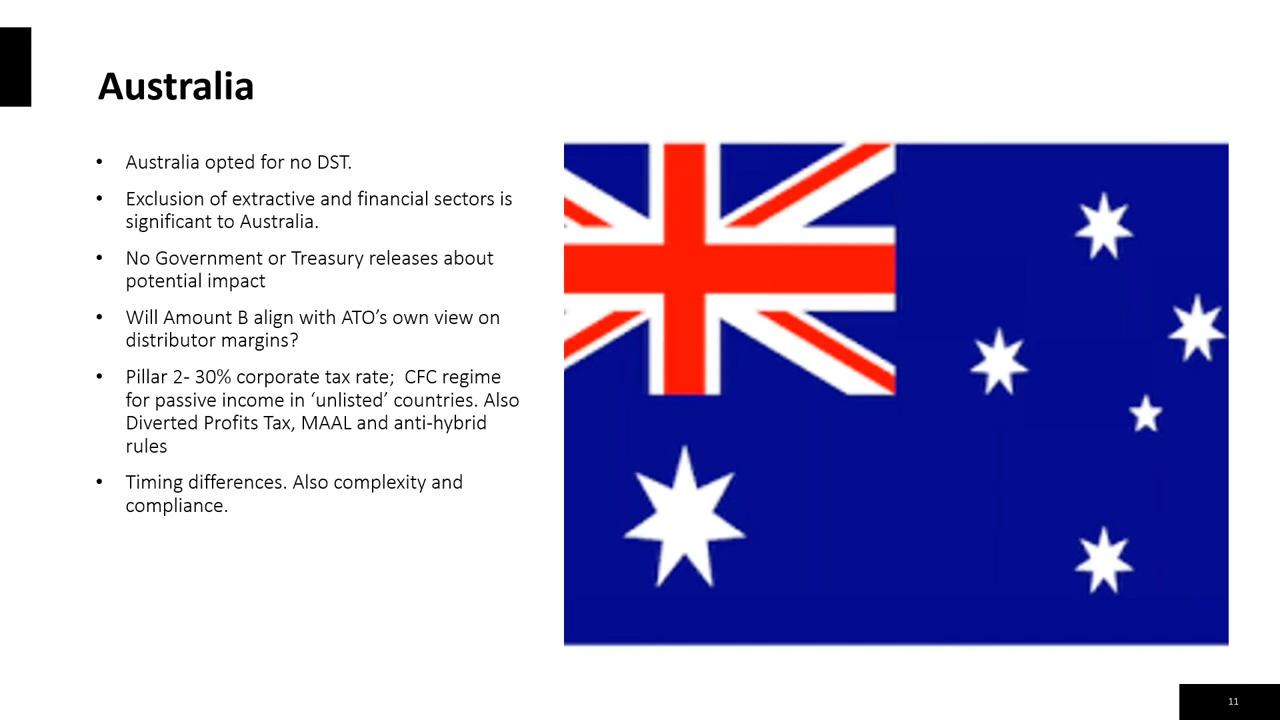 Australia
• Australia opted for no DST.
• Exclusion of extractive and financial sectors is
significant to Australia.
• No Government or Treasury releases about
potential impact
• Will Amount B align with ATO’s own view on
distributor margins?
• Pillar 2- 30% corporate tax rate;  CFC regime
for passive income in ‘unlisted’ countries. Also
Diverted Profits Tax, MAAL and anti-hybrid
rules
• Timing differences. Also complexity and
compliance.
11